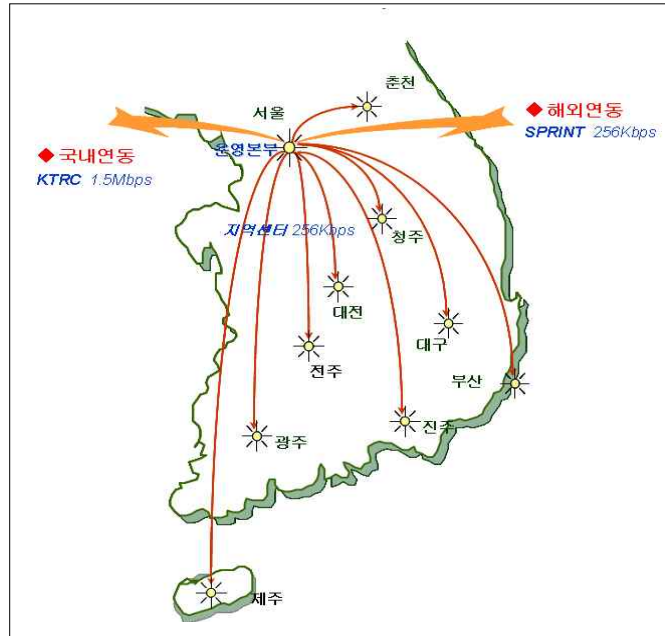 춘천
서울
◆ 해외연동
SPRINT 256Kbps
◆ 국내연동
KTRC 1.5Mbps
운영본부
지역센터 256Kbps
청주
대전
대구
전주
부산
진주
광주
제주